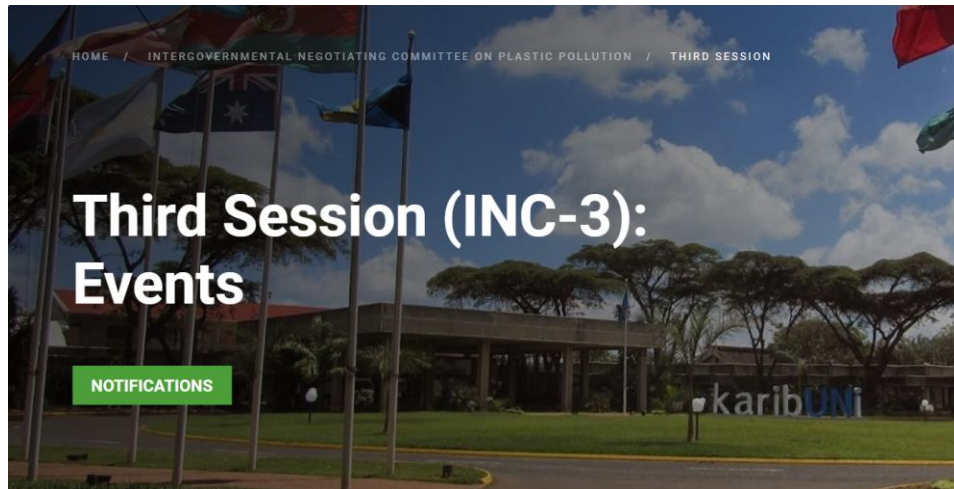 HOME / INTERGOVERNMENTAL NEGOTIATING COMMITTEE ON PLASTIC POLLUTION / THIRD SESSION
Third Session (INC-3):
Events
NOTIFICATIONS
karibUNi